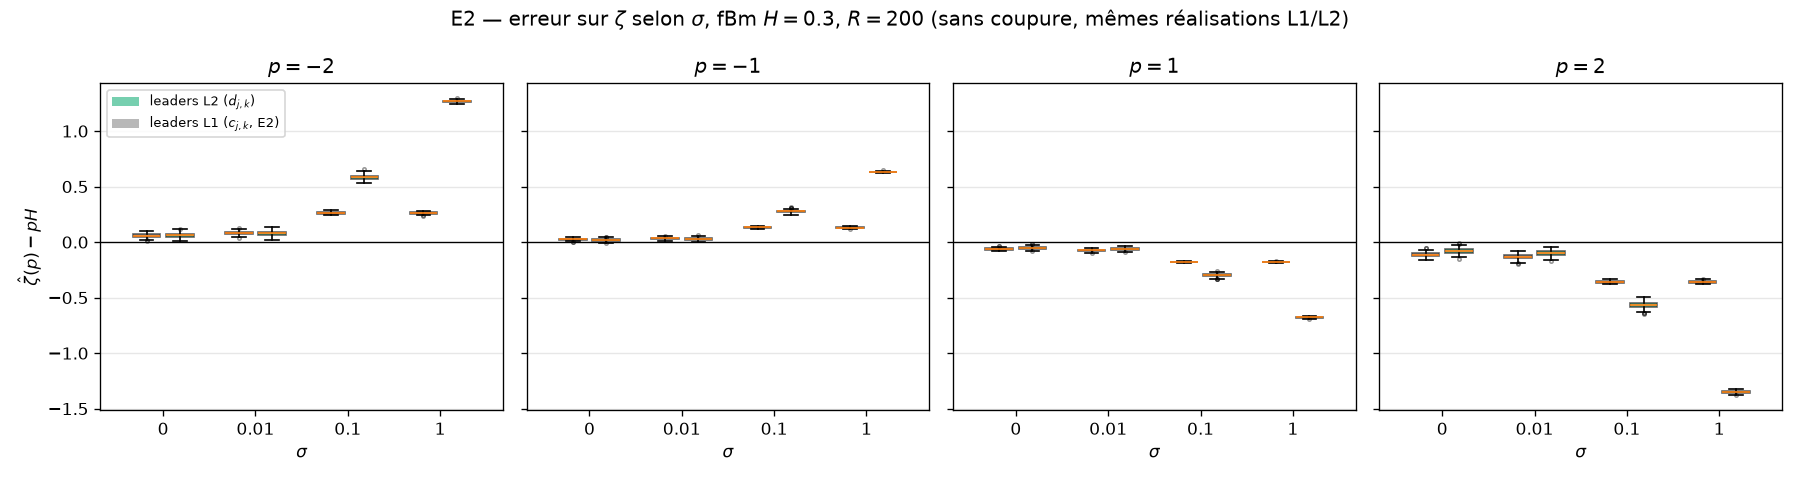 E2 — erreur sur ζ selon σ, fBm H = 0.3, R = 200 (sans coupure, mêmes réalisations L1/L2)
p = −2
p = −1
p = 1
p = 2
leaders L2 (d_{j,k})
leaders L1 (c_{j,k}, E2)
ζ̂(p) − pH
1.0
0.5
0.0
−0.5
−1.0
−1.5
0 0.01 0.1 1
0 0.01 0.1 1
0 0.01 0.1 1
0 0.01 0.1 1
σ
σ
σ
σ